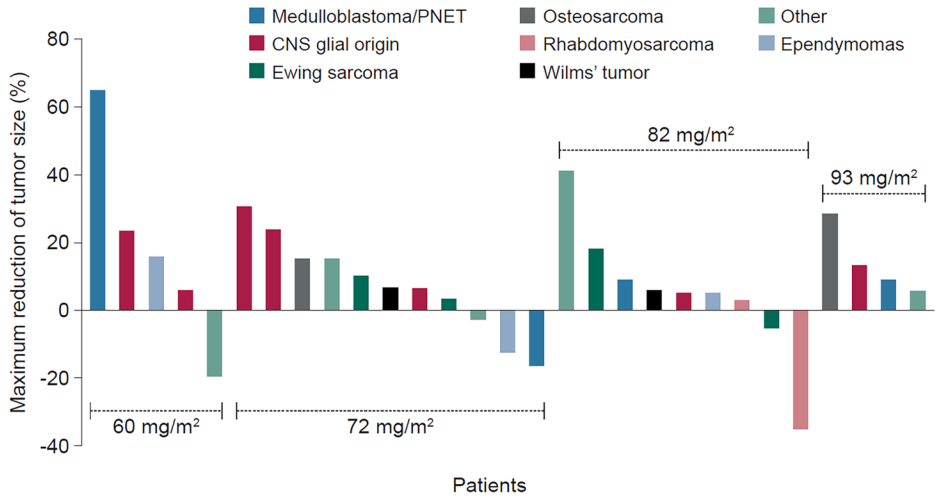 Medulloblastoma/PNET
CNS glial origin
Ewing sarcoma
Osteosarcoma
Rhabdomyosarcoma
Wilms’ tumor
Other
Ependymomas
Maximum reduction of tumor size (%)
80
60
40
20
0
-20
-40
60 mg/m²
72 mg/m²
82 mg/m²
93 mg/m²
Patients